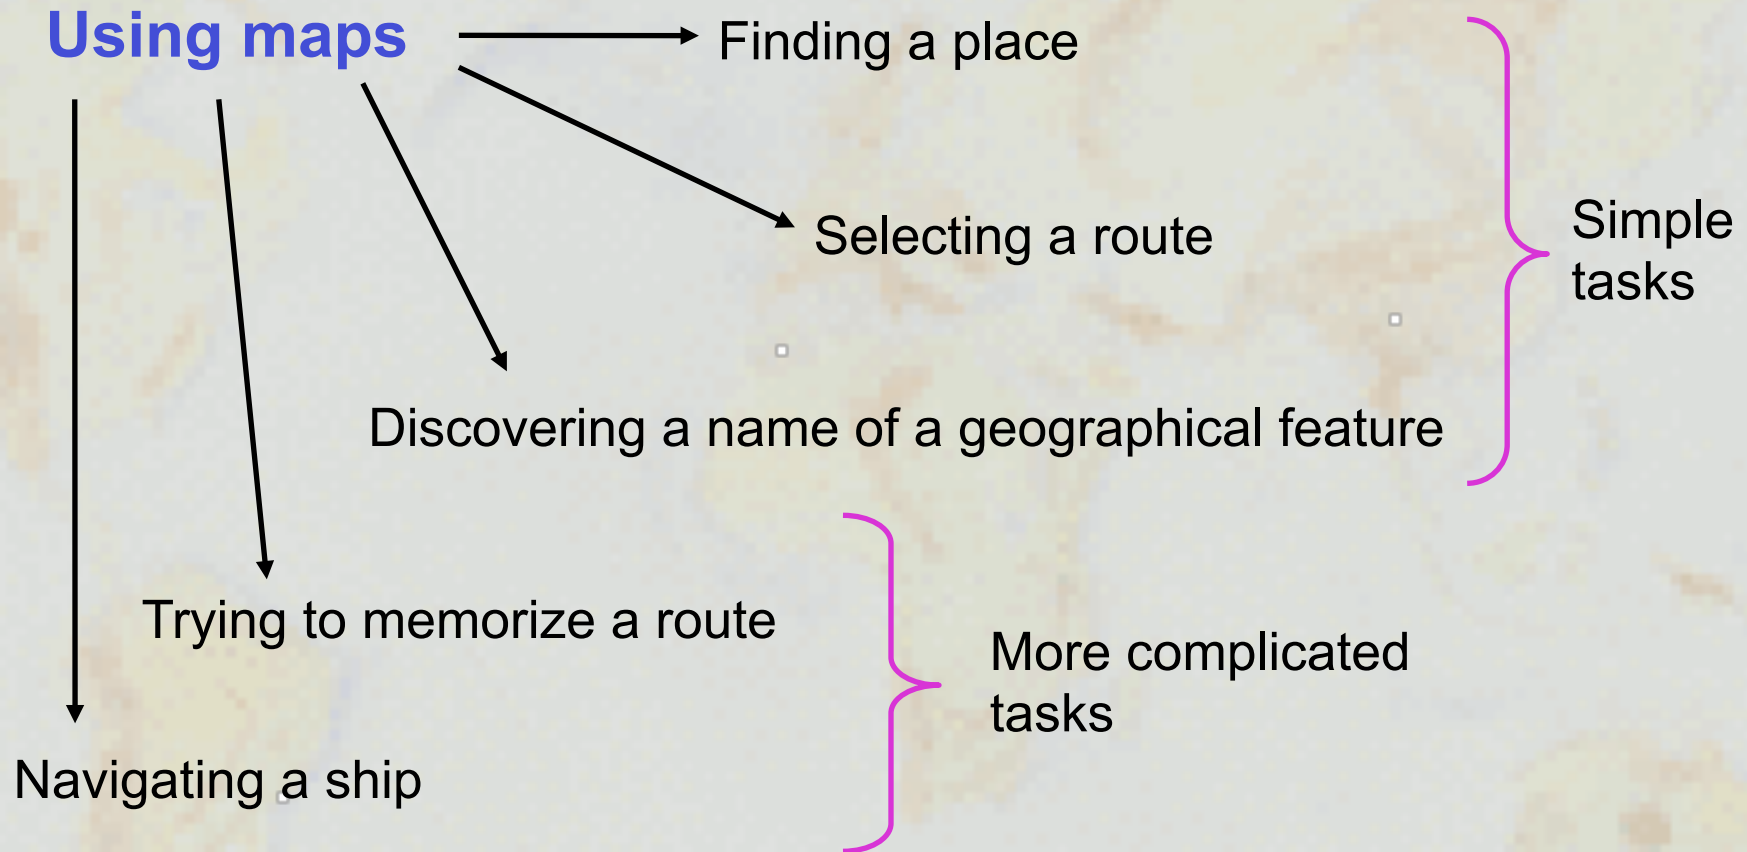 Using maps
Finding a place
Selecting a route
Simple
tasks
Discovering a name of a geographical feature
Trying to memorize a route
More complicated
tasks
Navigating a ship